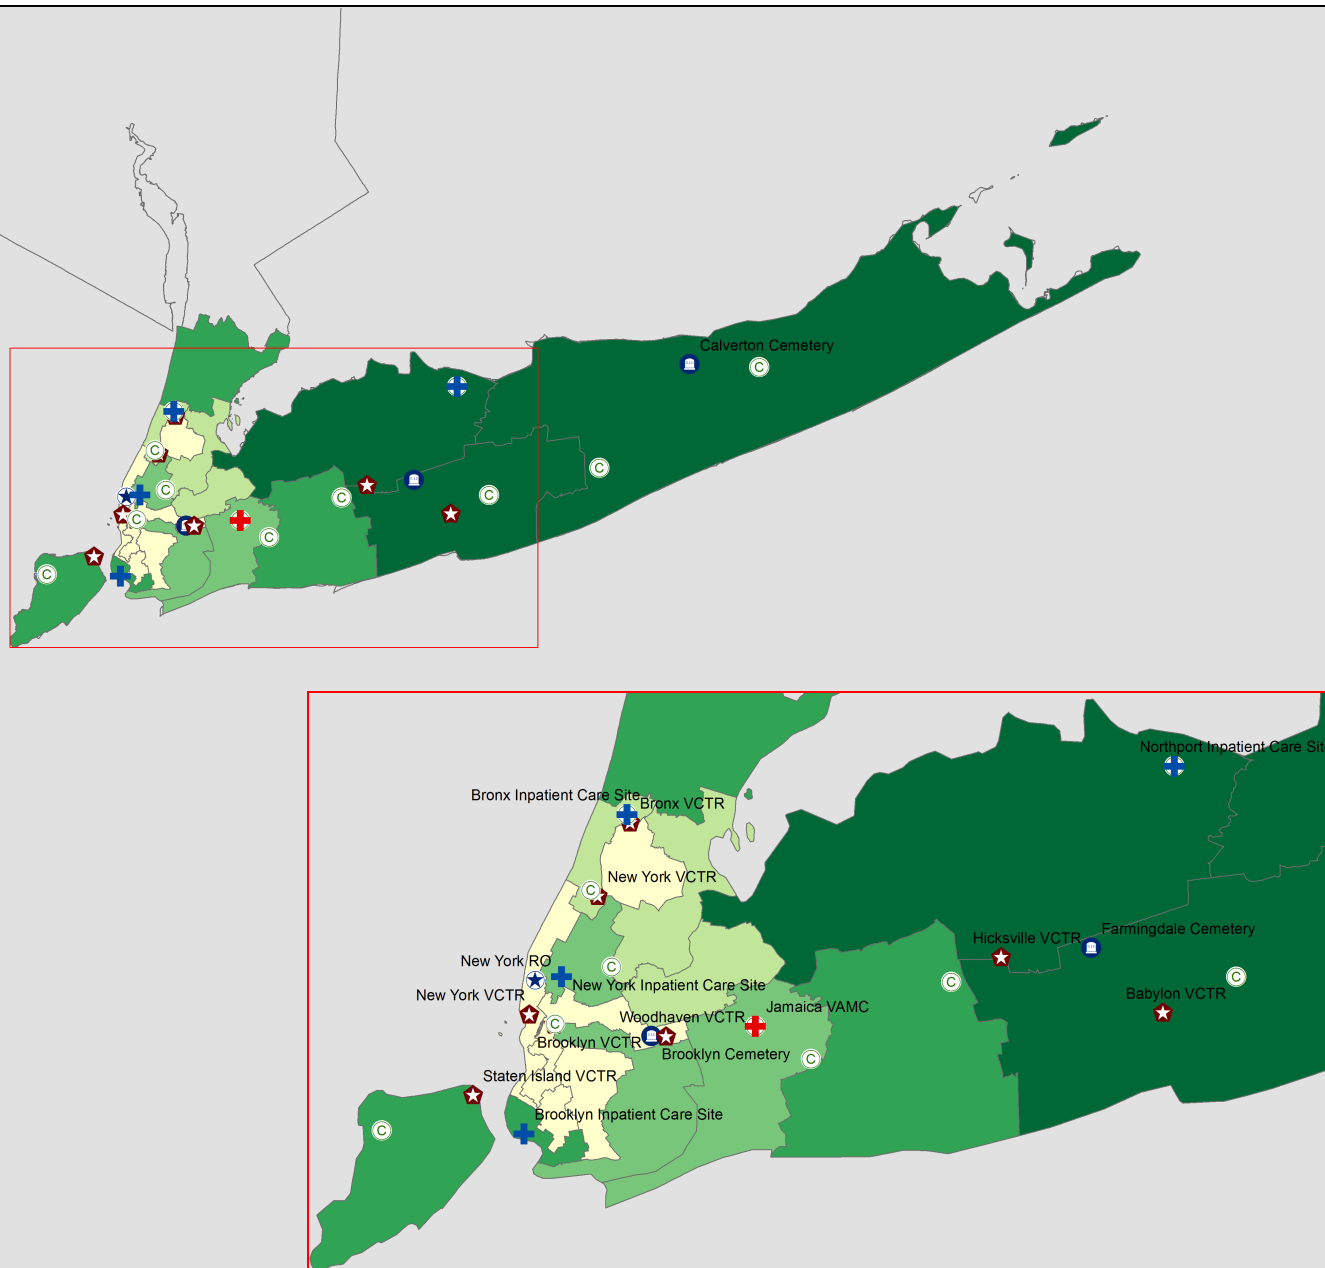 Calverton Cemetery
C
C
C
C
C
C
C
C
C
Northport Inpatient Care Sit
Bronx Inpatient Care Site
Bronx VCTR
New York VCTR
C
Farmingdale Cemetery
Hicksville VCTR
New York RO
C
C
C
New York Inpatient Care Site
Babylon VCTR
New York VCTR
Jamaica VAMC
Woodhaven VCTR
C
Brooklyn VCTR
Brooklyn Cemetery
C
Staten Island VCTR
Brooklyn Inpatient Care Site
C